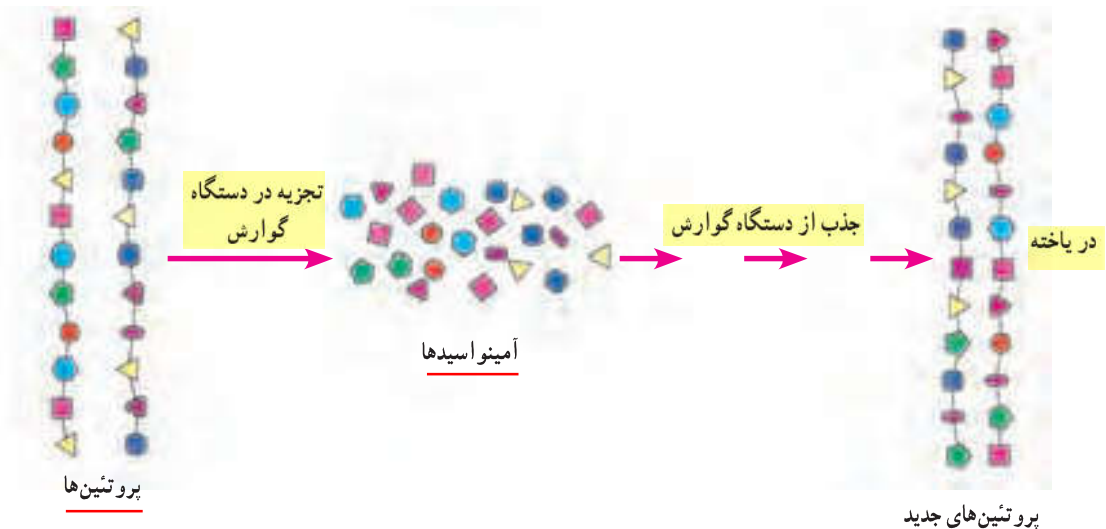 تجزیه در دستگاه
گوارش
جذب از دستگاه گوارش
در یاخته
آمینو اسیدها
پروتئین‌ها
پروتئین‌های جدید